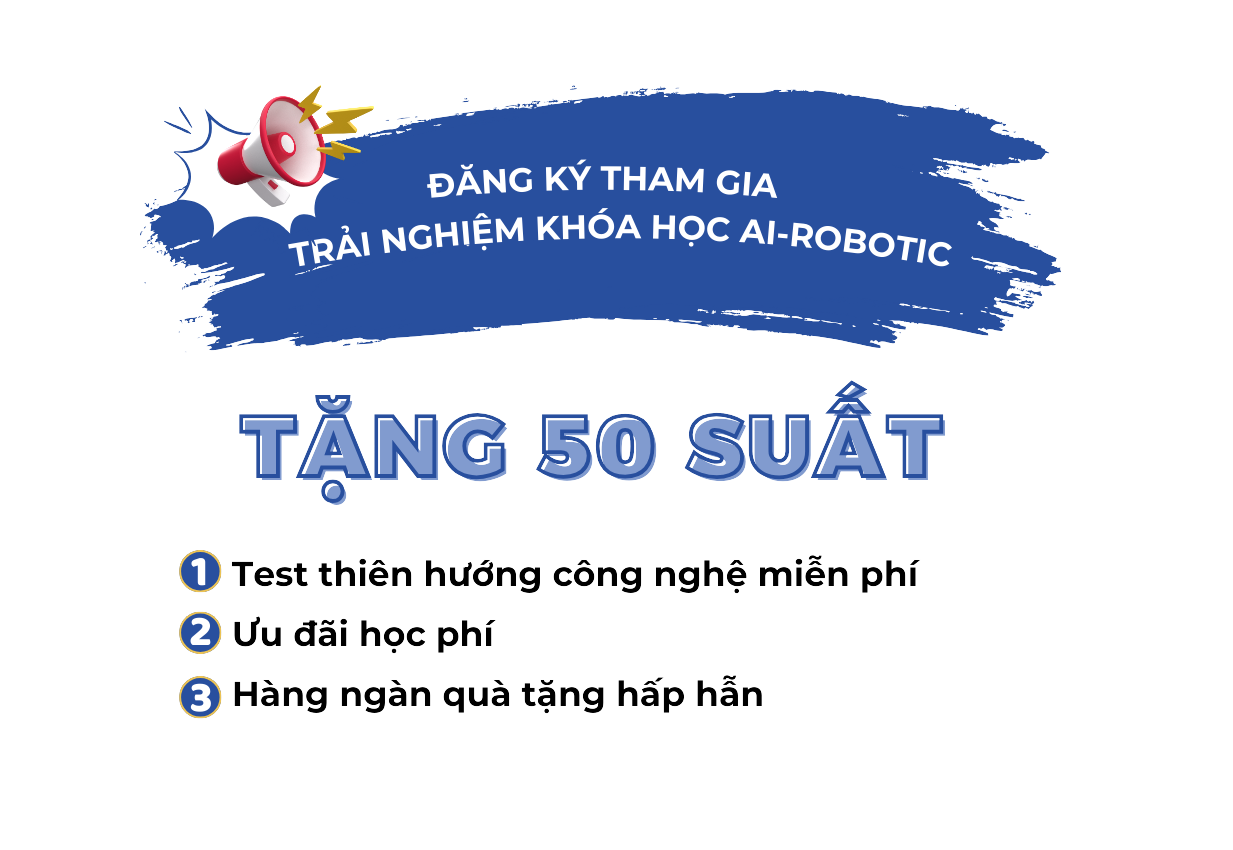 ĐĂNG KÝ THAM GIA
TRẢI NGHIỆM KHÓA HỌC AI-ROBOTIC
TẶNG 50 SUẤT
1 Test thiên hướng công nghệ miễn phí
2 Ưu đãi học phí
3 Hàng ngàn quà tặng hấp hẫn